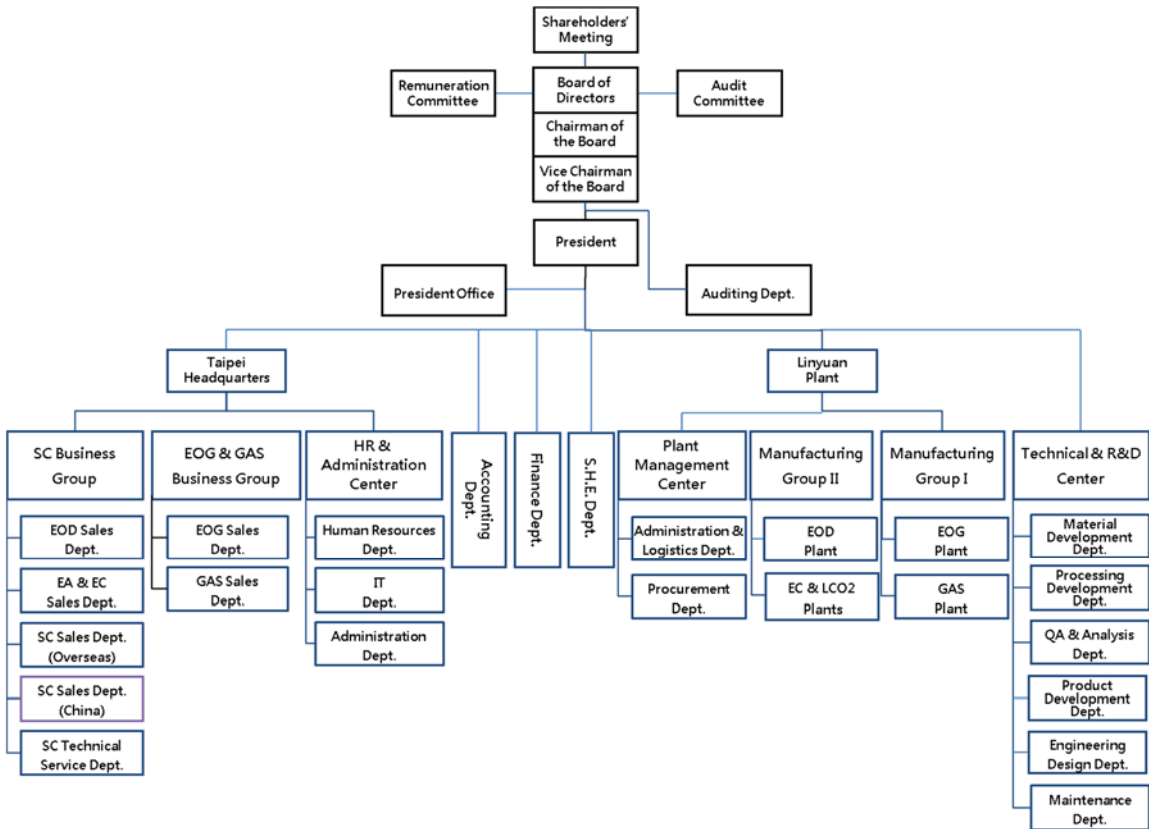 Shareholders'
Meeting
Remuneration
Committee
Board of
Directors
Audit
Committee
Chairman of
the Board
Vice Chairman
of the Board
President
President Office
Auditing Dept.
Taipei
Headquarters
Linyuan
Plant
SC Business
Group
EOG & GAS
Business Group
HR &
Administration
Center
Accounting
Dept.
Finance Dept.
S.H.E. Dept.
Plant
Management
Center
Manufacturing
Group II
Manufacturing
Group I
Technical & R&D
Center
EOD Sales
Dept.
EA & EC
Sales Dept.
SC Sales Dept.
(Overseas)
SC Sales Dept.
(China)
SC Technical
Service Dept.
EOG Sales
Dept.
GAS Sales
Dept.
Human Resources
Dept.
IT
Dept.
Administration
Dept.
Administration &
Logistics Dept.
Procurement
Dept.
EOD
Plant
EC & LCO2
Plants
EOG
Plant
GAS
Plant
Material
Development
Dept.
Processing
Development
Dept.
QA & Analysis
Dept.
Product
Development
Dept.
Engineering
Design Dept.
Maintenance
Dept.